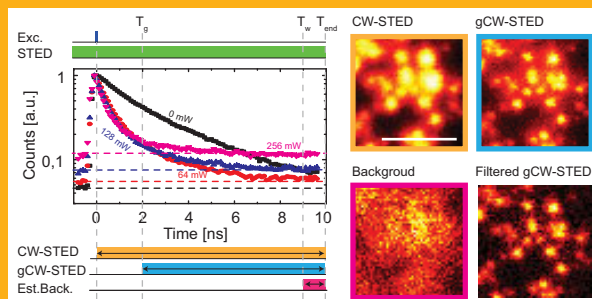 Exc.
STED
T_g
T_w
T_end
Counts [a.u.]
1
0,1
0 mW
256 mW
128 mW
64 mW
0
2
4
6
8
10
Time [ns]
CW-STED
gCW-STED
Est.Back.
CW-STED
gCW-STED
Backgroud
Filtered gCW-STED